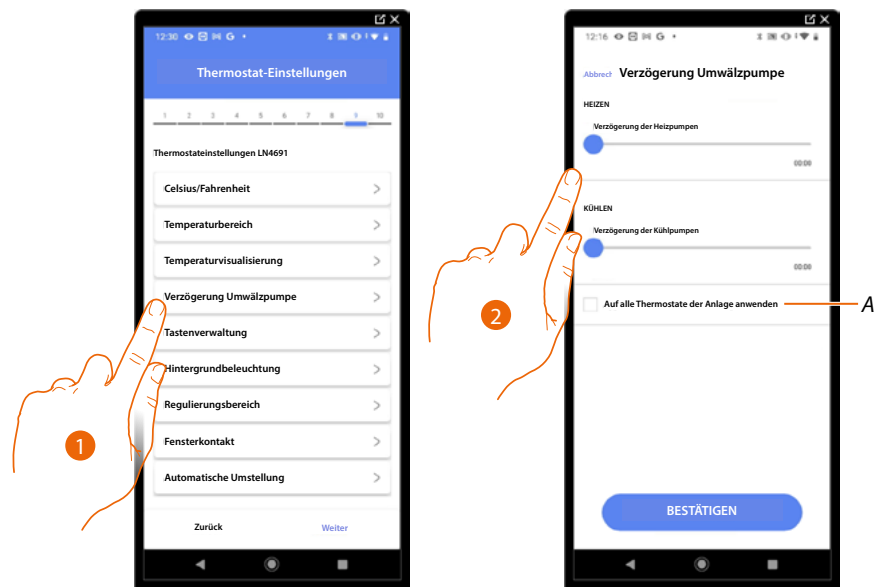 12:30
G
Thermostat-Einstellungen
1 2 3 4 5 6 7 8 9 10
Thermostateinstellungen LN4691
Celsius/Fahrenheit
Temperaturbereich
Temperaturvisualisierung
Verzögerung Umwälzpumpe
Tastenverwaltung
Hintergrundbeleuchtung
Regulierungsbereich
Fensterkontakt
Automatische Umstellung
Zurück Weiter
1
12:16
G
Abbrech Verzögerung Umwälzpumpe
HEIZEN
Verzögerung der Heizpumpen
00:00
KÜHLEN
Verzögerung der Kühlpumpen
00:00
Auf alle Thermostate der Anlage anwenden
A
BESTÄTIGEN
2